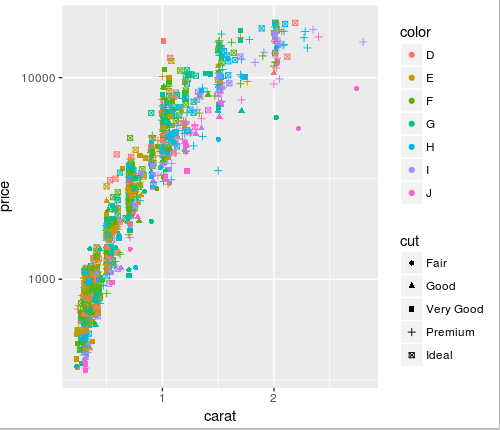 color
D
E
F
G
H
I
J
cut
Fair
Good
Very Good
Premium
Ideal
price
10000
1000
1
2
carat